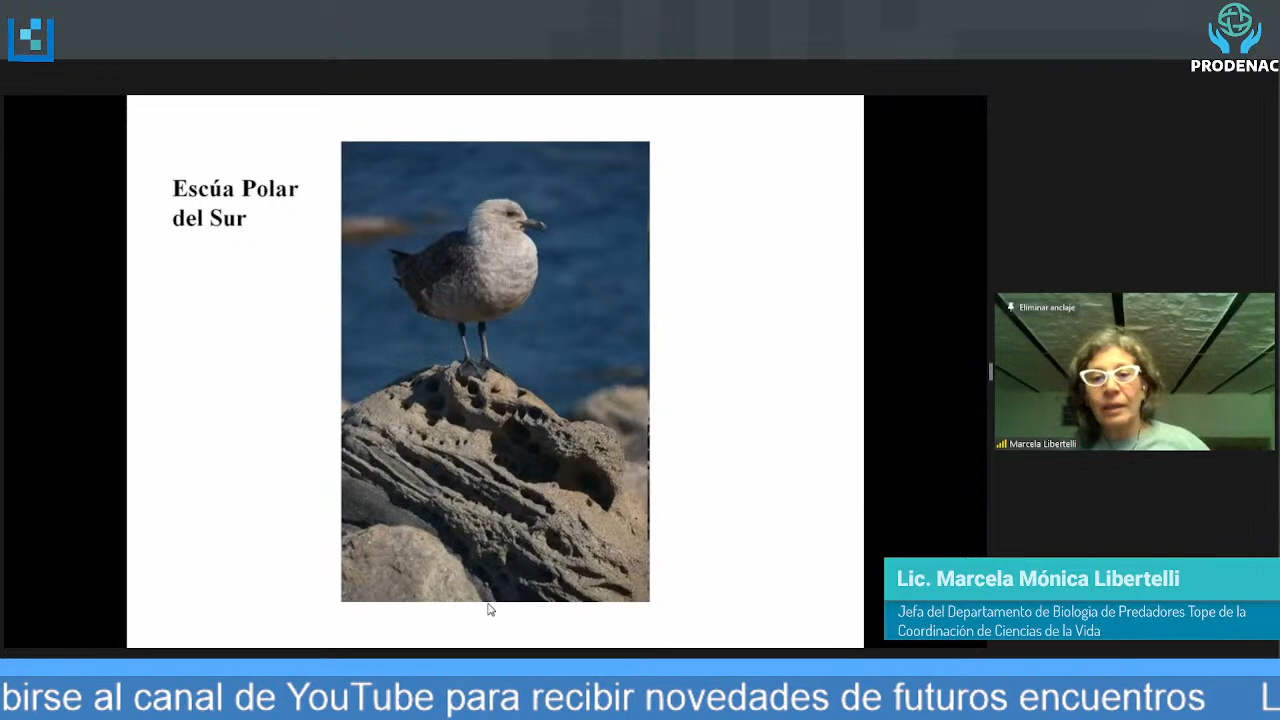 PRODENAC
Escúa Polar
del Sur
Eliminar anclaje
Marcela Libertelli
Lic. Marcela Mónica Libertelli
Jefa del Departamento de Biología de Predadores Tope de la
Coordinación de Ciencias de la Vida
birse al canal de YouTube para recibir novedades de futuros encuentros L